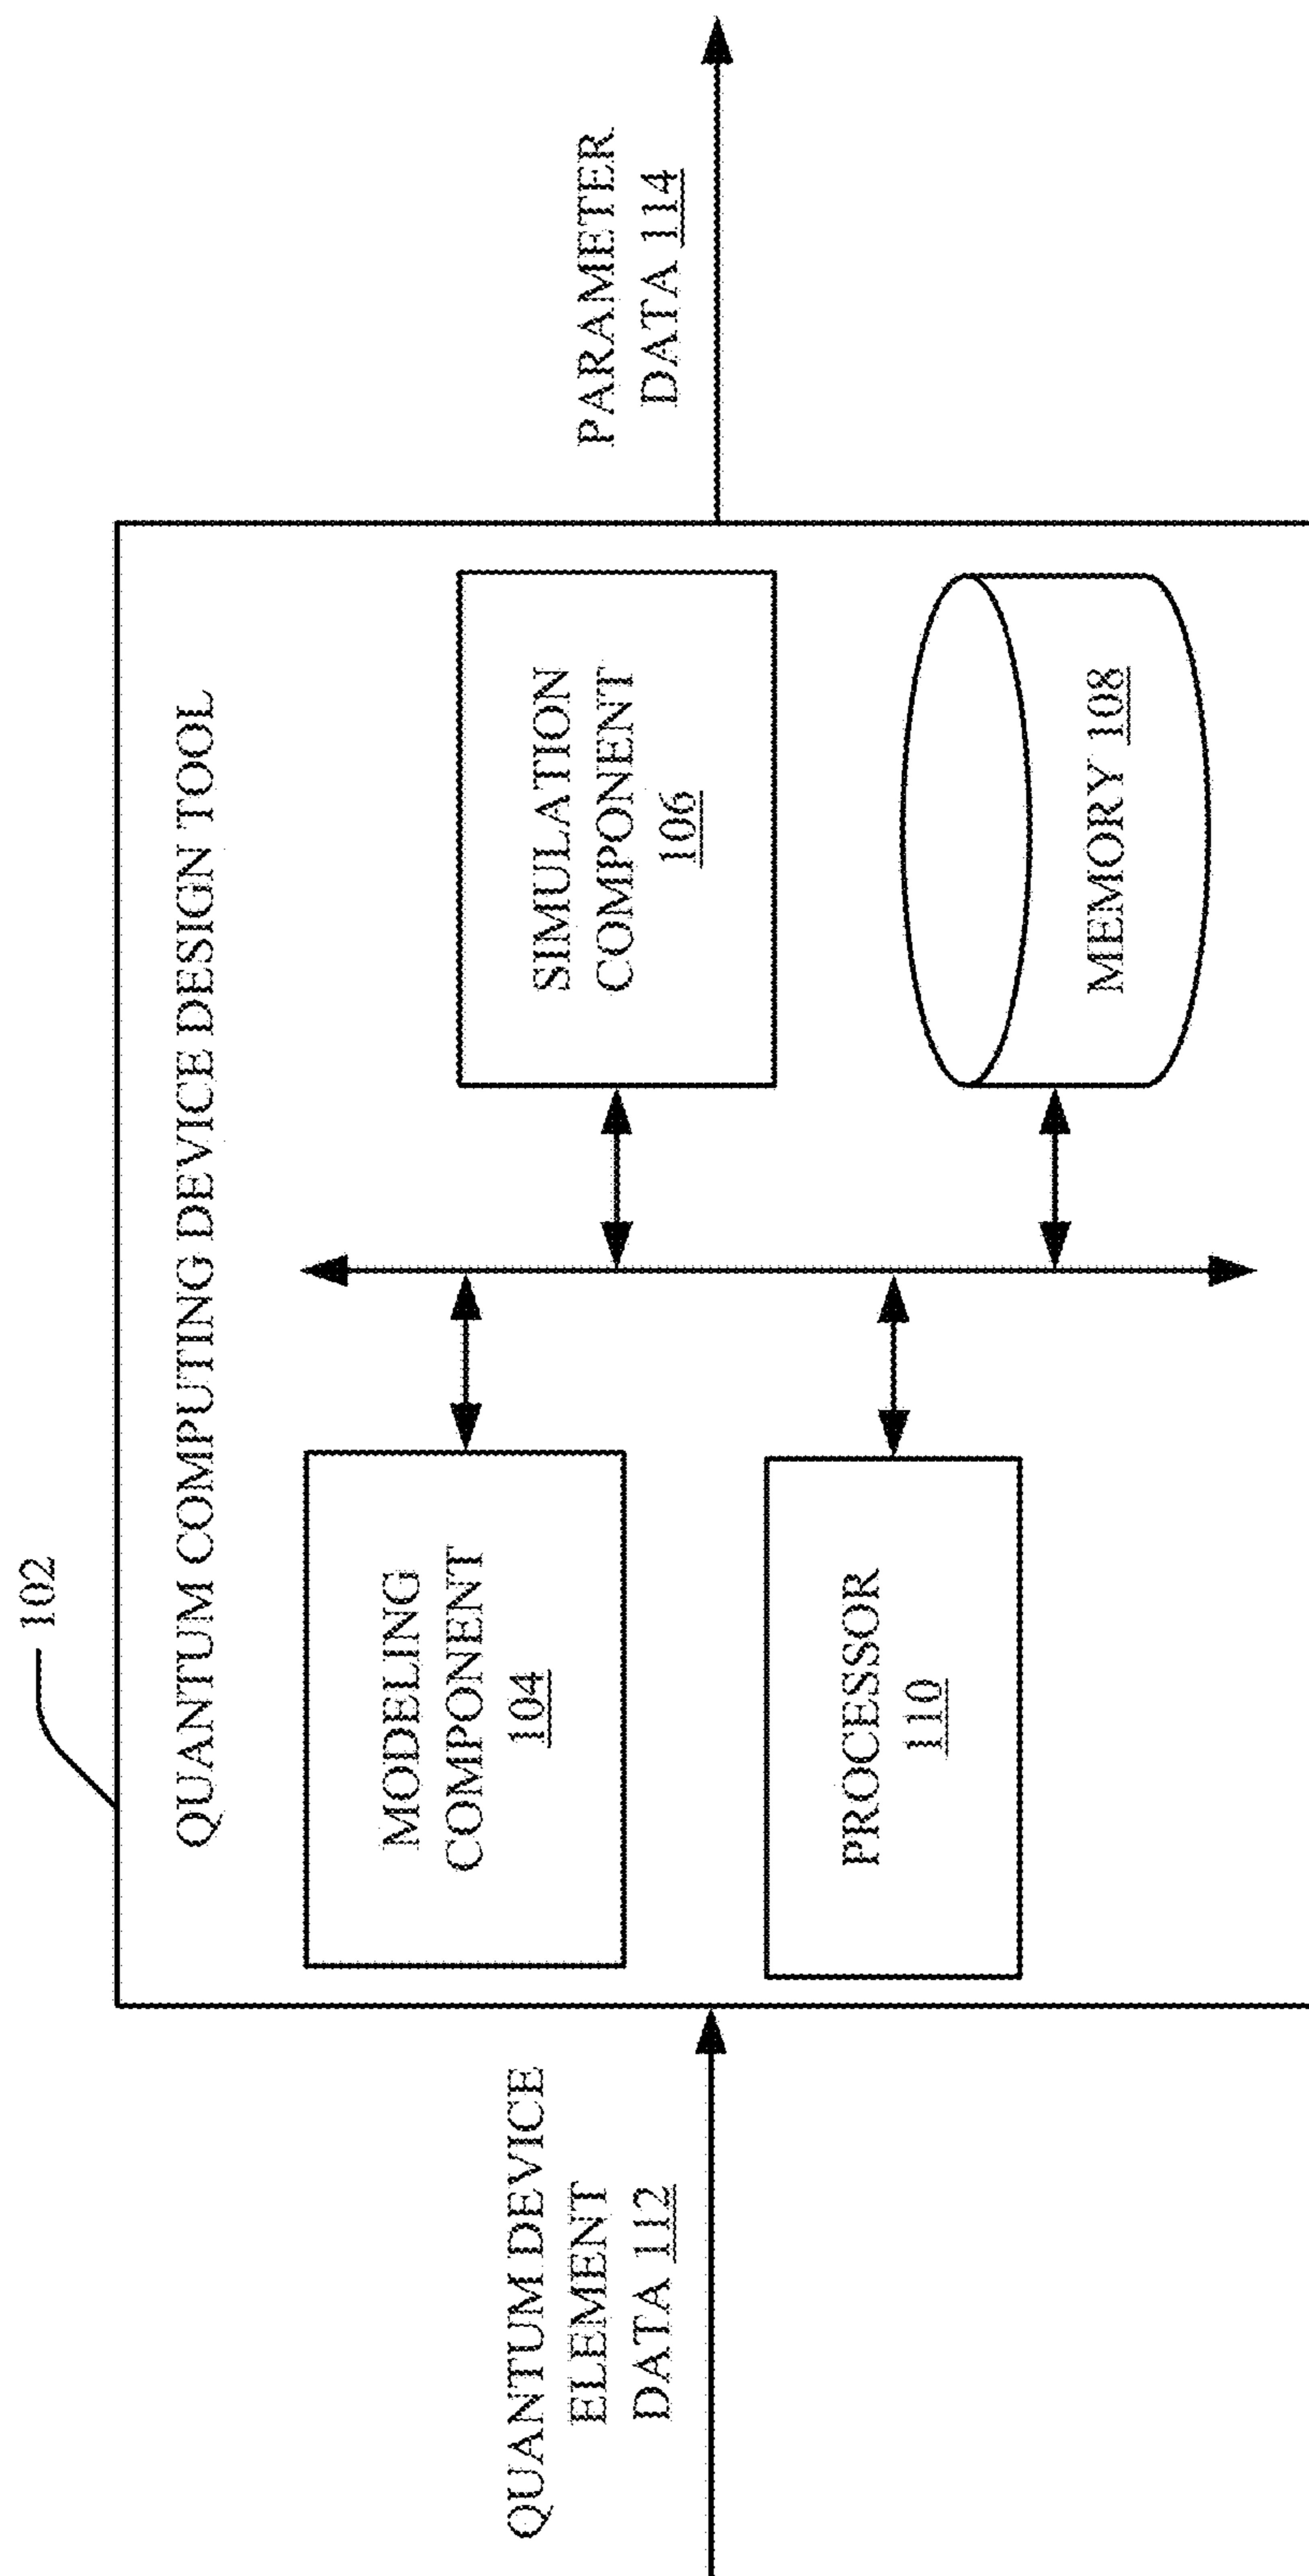 102
QUANTUM COMPUTING DEVICE DESIGN TOOL
QUANTUM DEVICE
ELEMENT
DATA 112
MODELING
COMPONENT
104
SIMULATION
COMPONENT
106
PARAMETER
DATA 114
PROCESSOR
110
MEMORY 108